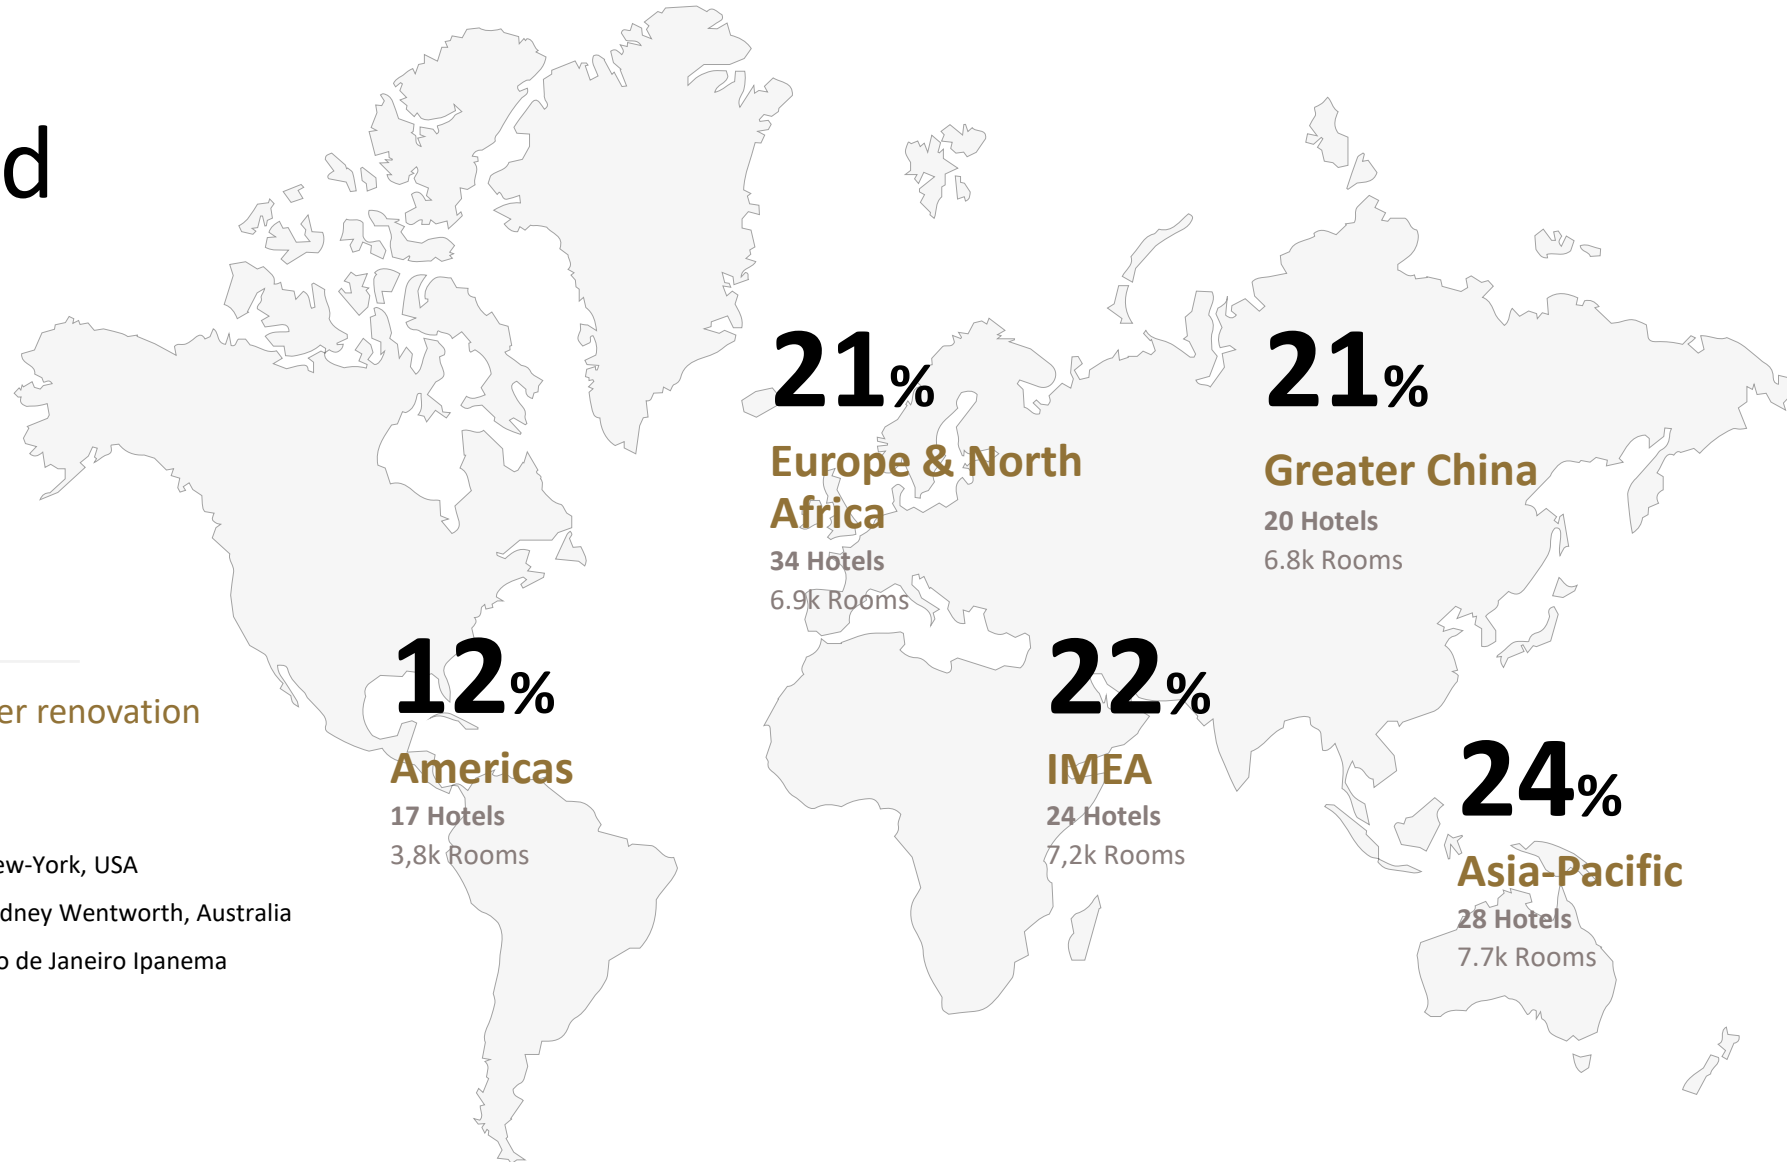 d
er renovation
ew-York, USA
dney Wentworth, Australia
o de Janeiro Ipanema
21%
Europe & North
Africa
34 Hotels
6.9k Rooms
21%
Greater China
20 Hotels
6.8k Rooms
12%
Americas
17 Hotels
3,8k Rooms
22%
IMEA
24 Hotels
7,2k Rooms
24%
Asia-Pacific
28 Hotels
7.7k Rooms